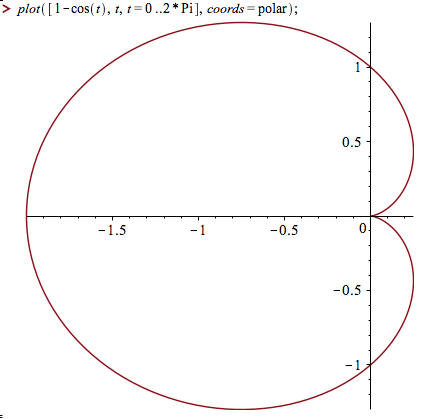 > plot([1-cos(t), t, t=0..2*Pi], coords=polar);
1
0.5
−1.5 −1 −0.5 0
−0.5
−1